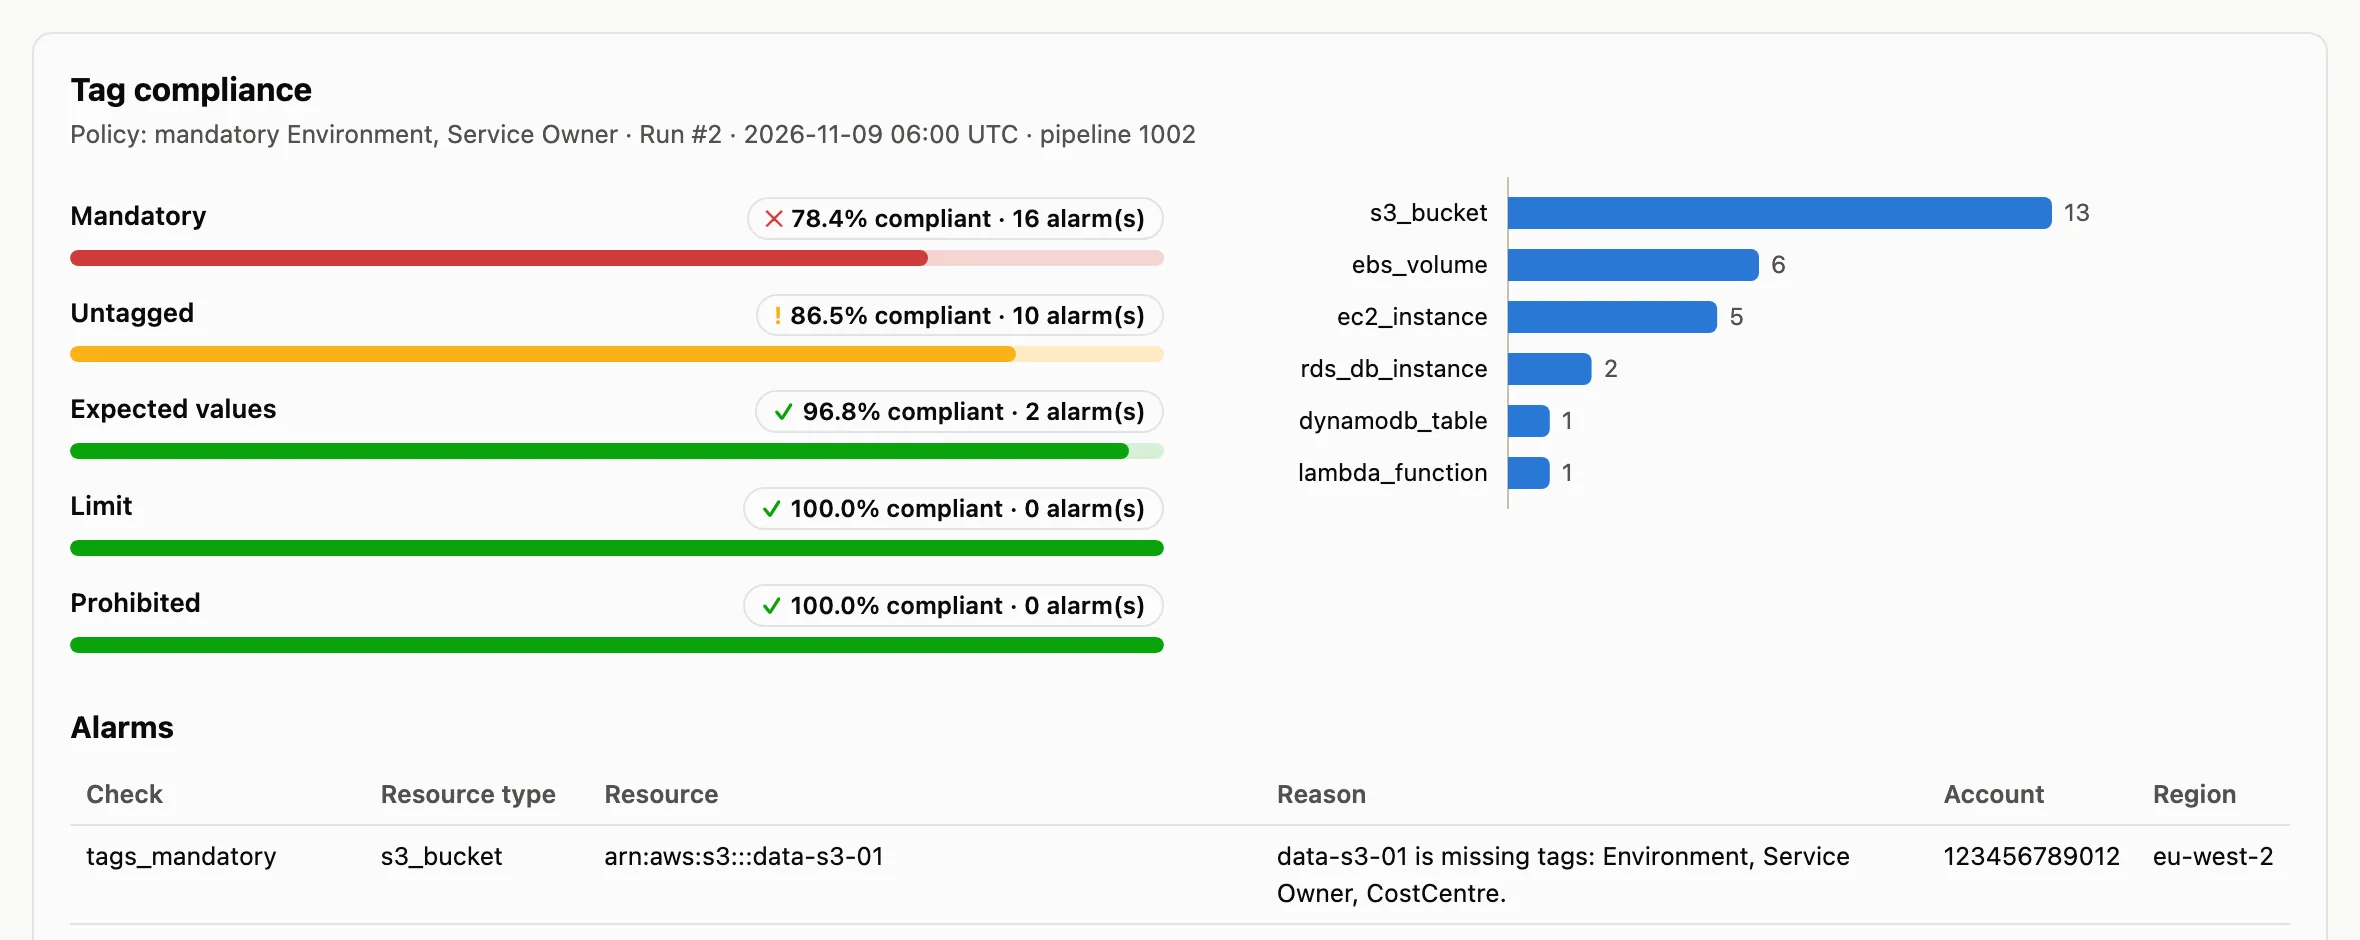 Tag compliance
Policy: mandatory Environment, Service Owner · Run #2 · 2026-11-09 06:00 UTC · pipeline 1002
Mandatory
✕ 78.4% compliant · 16 alarm(s)
Untagged
! 86.5% compliant · 10 alarm(s)
Expected values
✓ 96.8% compliant · 2 alarm(s)
Limit
✓ 100.0% compliant · 0 alarm(s)
Prohibited
✓ 100.0% compliant · 0 alarm(s)
s3_bucket 13
ebs_volume 6
ec2_instance 5
rds_db_instance 2
dynamodb_table 1
lambda_function 1
Alarms
Check Resource type Resource Reason Account Region
tags_mandatory s3_bucket arn:aws:s3:::data-s3-01 data-s3-01 is missing tags: Environment, Service 123456789012 eu-west-2
Owner, CostCentre.